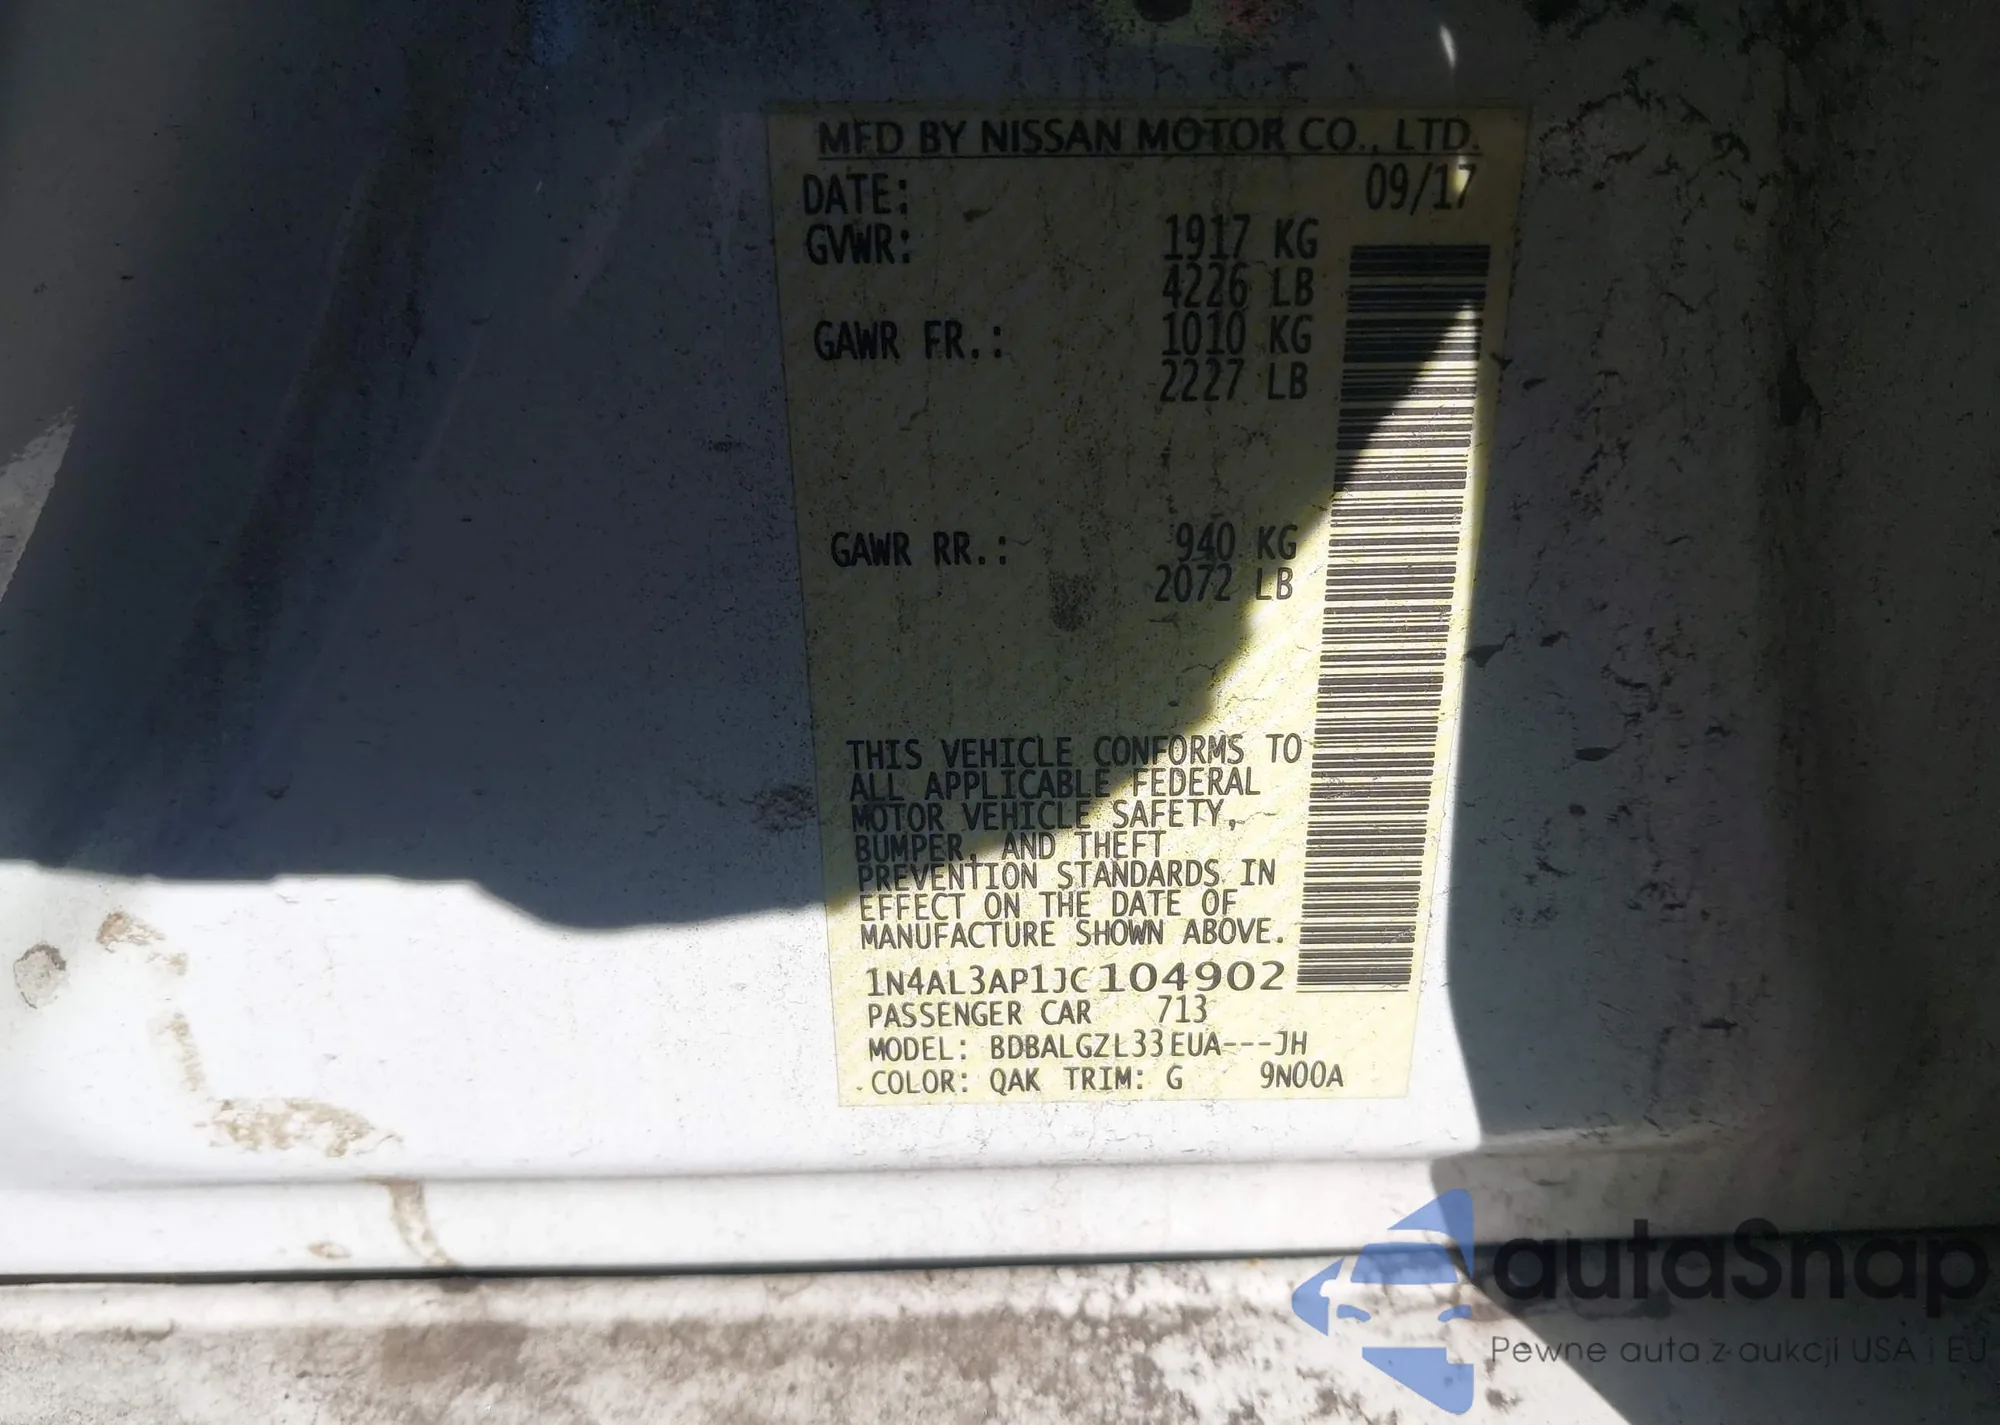 MFD BY NISSAN MOTOR CO., LTD.
DATE: 09/17
GVWR: 1917 KG
4226 LB
GAWR FR.: 1010 KG
2227 LB
GAWR RR.: 940 KG
2072 LB
THIS VEHICLE CONFORMS TO
ALL APPLICABLE FEDERAL
MOTOR VEHICLE SAFETY,
BUMPER, AND THEFT
PREVENTION STANDARDS IN
EFFECT ON THE DATE OF
MANUFACTURE SHOWN ABOVE.
1N4AL3AP1JC104902
PASSENGER CAR 713
MODEL: BDBALGZL33EUA---JH
COLOR: QAK TRIM: G 9N00A
autaSnap
Pewne auta z aukcji USA i EU